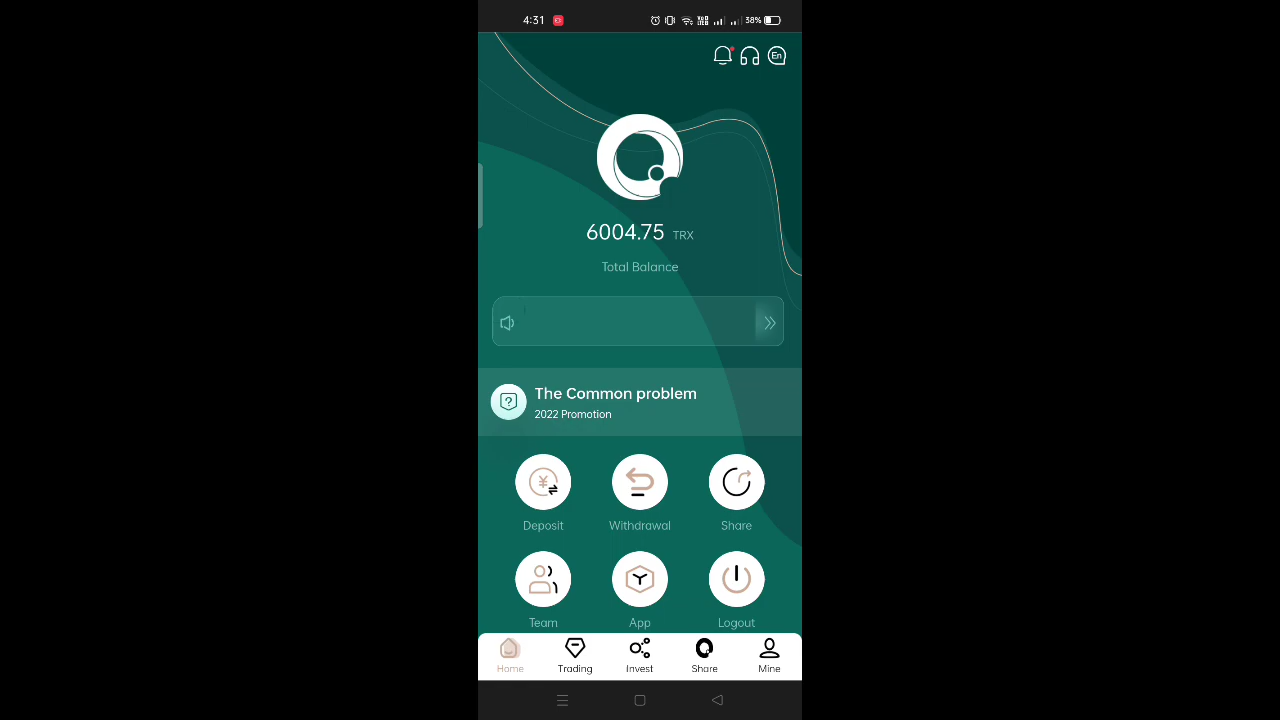 4:31
38%
En
6004.75 TRX
Total Balance
The Common problem
2022 Promotion
Deposit
Withdrawal
Share
Team
App
Logout
Home
Trading
Invest
Share
Mine